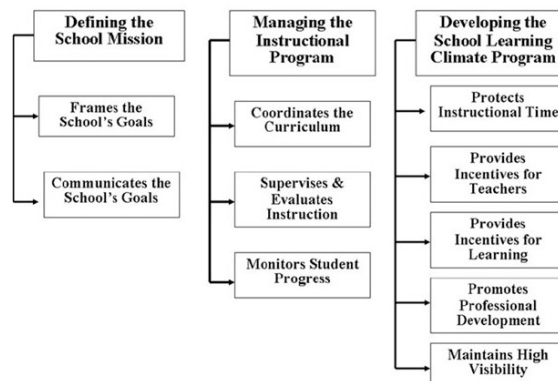 Defining the
School Mission
Frames the
School's Goals
Communicates the
School's Goals
Managing the
Instructional
Program
Coordinates the
Curriculum
Supervises &
Evaluates
Instruction
Monitors Student
Progress
Developing the
School Learning
Climate Program
Protects
Instructional Time
Provides
Incentives for
Teachers
Provides
Incentives for
Learning
Promotes
Professional
Development
Maintains High
Visibility